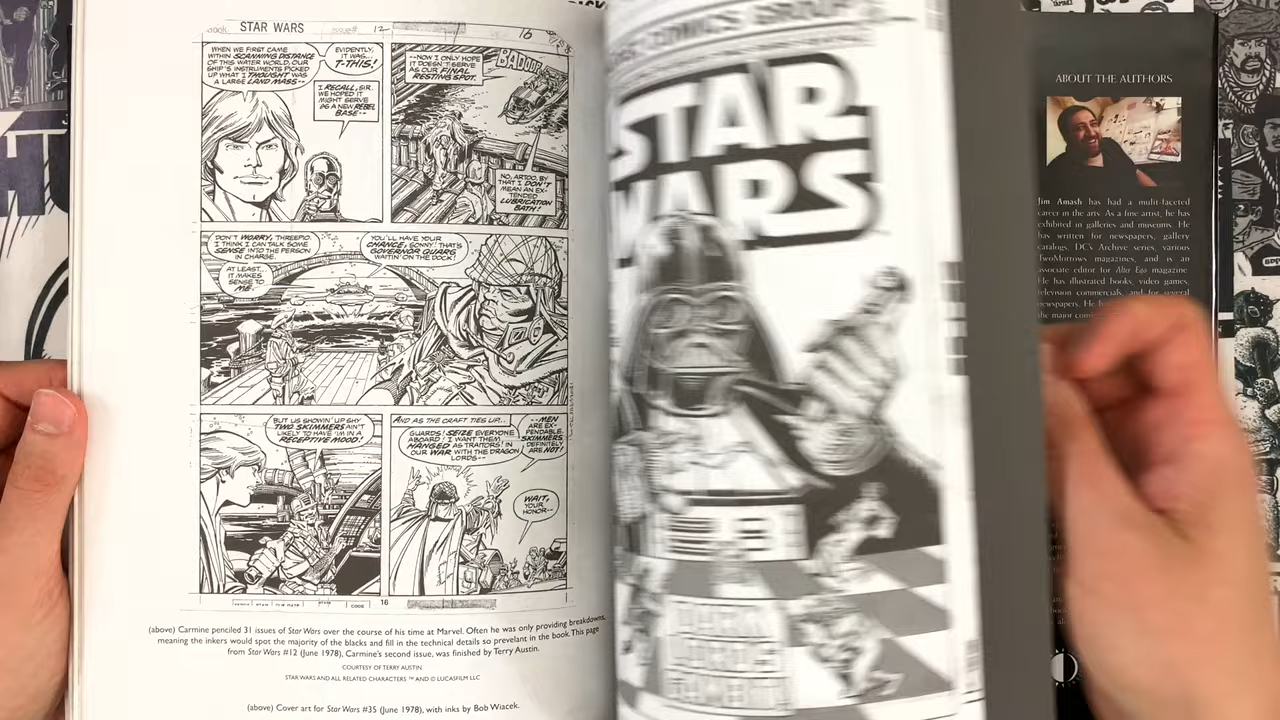 STAR WARS
12
16
WHEN WE FIRST CAME
WITHIN SCANNING DISTANCE
OF THIS WATER WORLD, OUR
SHIP'S INSTRUMENTS PICKED
UP WHAT I THOUGHT WAS
A LARGE LAND MASS--
EVIDENTLY,
IT WAS...
T-THIS!
I RECALL, SIR.
WE HOPED IT
MIGHT SERVE
AS A NEW REBEL
BASE--
--NOW I ONLY HOPE
IT DOESN'T SERVE
AS OUR FINAL
RESTING SPOT.
BADOOP
NO, ARTOO, BY
THAT I DON'T
MEAN AN EX-
TENDED
LUBRICATION
BATH!
DON'T WORRY, THREEPIO.
I THINK I CAN TALK SOME
SENSE INTO THE PERSON
IN CHARGE.
AT LEAST...
IT MAKES
SENSE TO
ME.
YOU'LL HAVE YOUR
CHANCE, SONNY! THAT'S
GOVERNOR QUARG
WAITIN' ON THE DOCK.
BUT US SHOWIN' UP SHY
TWO SKIMMERS AIN'T
LIKELY TO HAVE 'IM IN A
RECEPTIVE MOOD!
AND AS THE CRAFT TIES UP...
GUARDS! SEIZE EVERYONE
ABOARD! I WANT THEM
HANGED AS TRAITORS! IN
OUR WAR WITH THE DRAGON
LORDS--
--MEN
ARE EX-
PENDABLE.
SKIMMERS
DEFINITELY
ARE NOT!
WAIT,
YOUR
HONOR--
16
(above) Carmine penciled 31 issues of Star Wars over the course of his time at Marvel. Often he was only providing breakdowns,
meaning the inkers would spot the majority of the blacks and fill in the technical details so prevelant in the book. This page
from Star Wars #12 (June 1978), Carmine's second issue, was finished by Terry Austin.
COURTESY OF TERRY AUSTIN
STAR WARS AND ALL RELATED CHARACTERS ™ AND © LUCASFILM LLC
(above) Cover art for Star Wars #35 (June 1978), with inks by Bob Wiacek.
COMICS GROUP
STAR
WARS
ABOUT THE AUTHORS
Jim Amash has had a mulit-faceted
career in the arts. As a fine artist, he has
exhibited in galleries and museums. He
has written for newspapers, gallery
catalogs, DC's Archive series, various
TwoMorrows magazines, and is an
associate editor for Alter Ego magazine.
He has illustrated books, video games,
television commercials, and for several
newspapers. He
the major